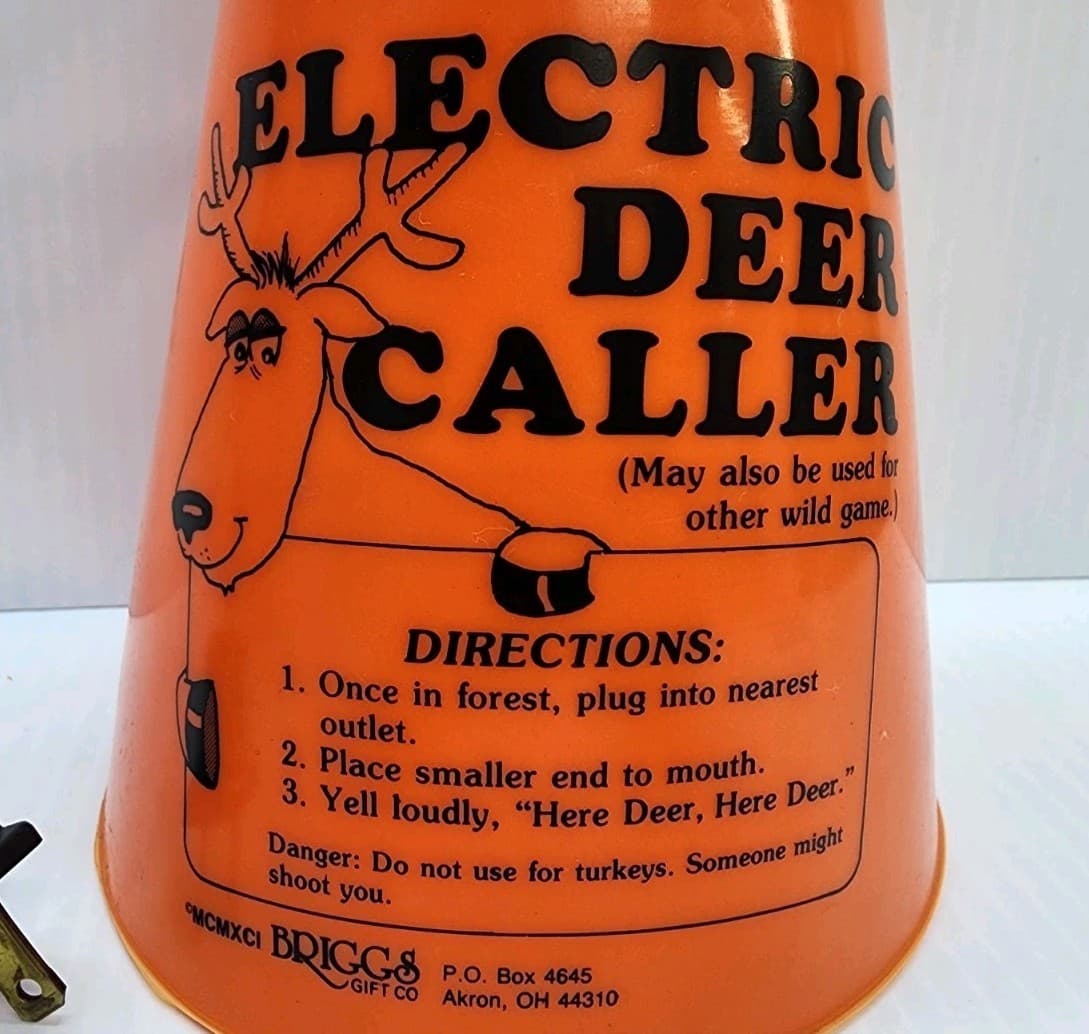 ELECTRIC
DEER
CALLER
(May also be used for
other wild game.)
DIRECTIONS:
1. Once in forest, plug into nearest
outlet.
2. Place smaller end to mouth.
3. Yell loudly, “Here Deer, Here Deer.”
Danger: Do not use for turkeys. Someone might
shoot you.
©MCMXCI BRIGGS
GIFT CO
P.O. Box 4645
Akron, OH 44310